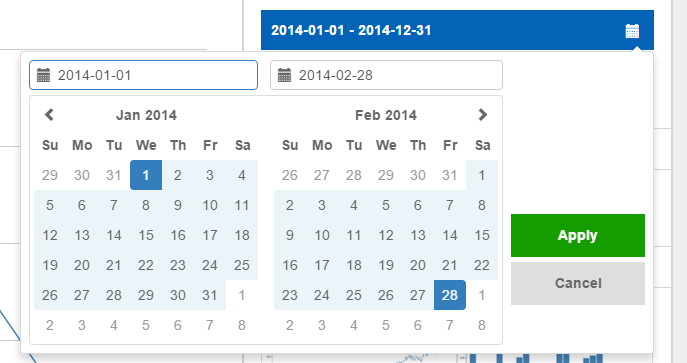 2014-01-01 - 2014-12-31
2014-01-01 2014-02-28
Jan 2014 Feb 2014
Su Mo Tu We Th Fr Sa Su Mo Tu We Th Fr Sa
29 30 31 1 2 3 4 26 27 28 29 30 31 1
5 6 7 8 9 10 11 2 3 4 5 6 7 8
12 13 14 15 16 17 18 9 10 11 12 13 14 15
Apply
19 20 21 22 23 24 25 16 17 18 19 20 21 22
Cancel
26 27 28 29 30 31 1 23 24 25 26 27 28 1
2 3 4 5 6 7 8 2 3 4 5 6 7 8